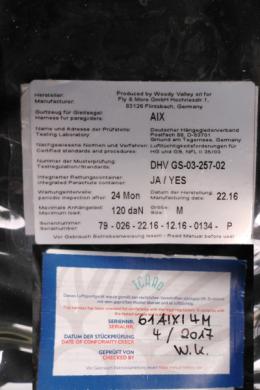 Hersteller:
Manufacturer:
Produced by Woody Valley srl for
Fly & More GmbH Hochriesstr. 1,
83126 Flintsbach, Germany
Gurtzeug für Gleitsegel
Harness for paragliders:
AIX
Name und Adresse der Prüfstelle
Testing Laboratory
Deutscher Hängegleiterverband
Postfach 88, D-83701
Gmund am Tegernsee, Germany
Nachgewiesene Normen und Verfahren:
Certified standards and procedures:
Luftüchtigkeitsforderungen für
HG und GS, NFL II 35/03
Nummer der Musterprüfung
Testregulation/Standards:
DHV GS-03-257-02
Integrierter Rettungscontainer:
Integrated Parachute container:
JA / YES
Wartungsintervalle:
periodic inspection after:
24 Mon
Datum der Herstellung:
Manufacturing date:
22.16
Maximale Anhängelast:
Maximum load:
120 daN
Größe:
Size:
M
Seriennummer:
Serialnumber:
79 - 026 - 22.16 - 12.16 - 0134 - P
Vor Gebrauch Betriebsanweisung lesen! - Read Manual before use!
ICARO
SERIENNR.
SERIAL NR.
61AIX14M
DATUM DER STÜCKPRÜFUNG
DATE OF CONFORMITY CHECK
4 / 2017
GEPRÜFT VON
CHECKED BY
W.K.